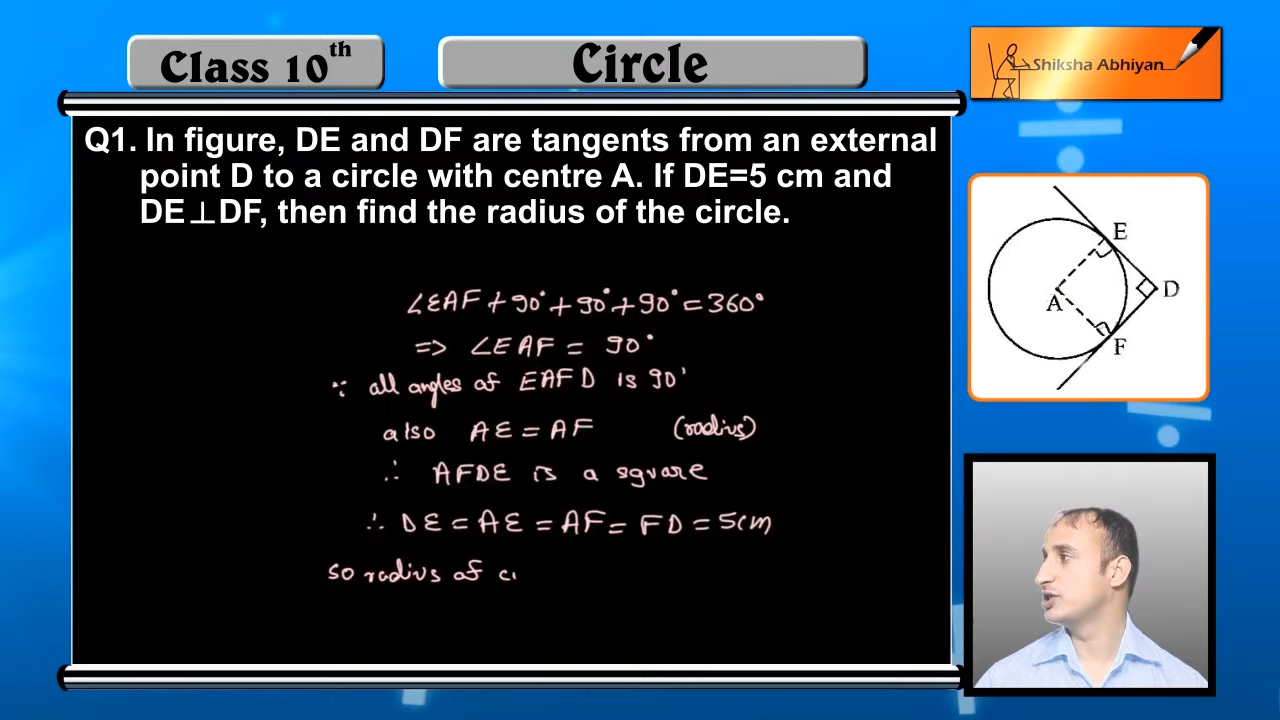 Class 10th
Circle
Shiksha Abhiyan
Q1. In figure, DE and DF are tangents from an external
point D to a circle with centre A. If DE=5 cm and
DE⊥DF, then find the radius of the circle.
∠EAF + 90° + 90° + 90° = 360°
=> ∠EAF = 90°
∵ all angles of EAFD is 90'
also AE = AF (radius)
∴ AFDE is a square
∴ DE = AE = AF = FD = 5cm
so radius of
E
A
D
F